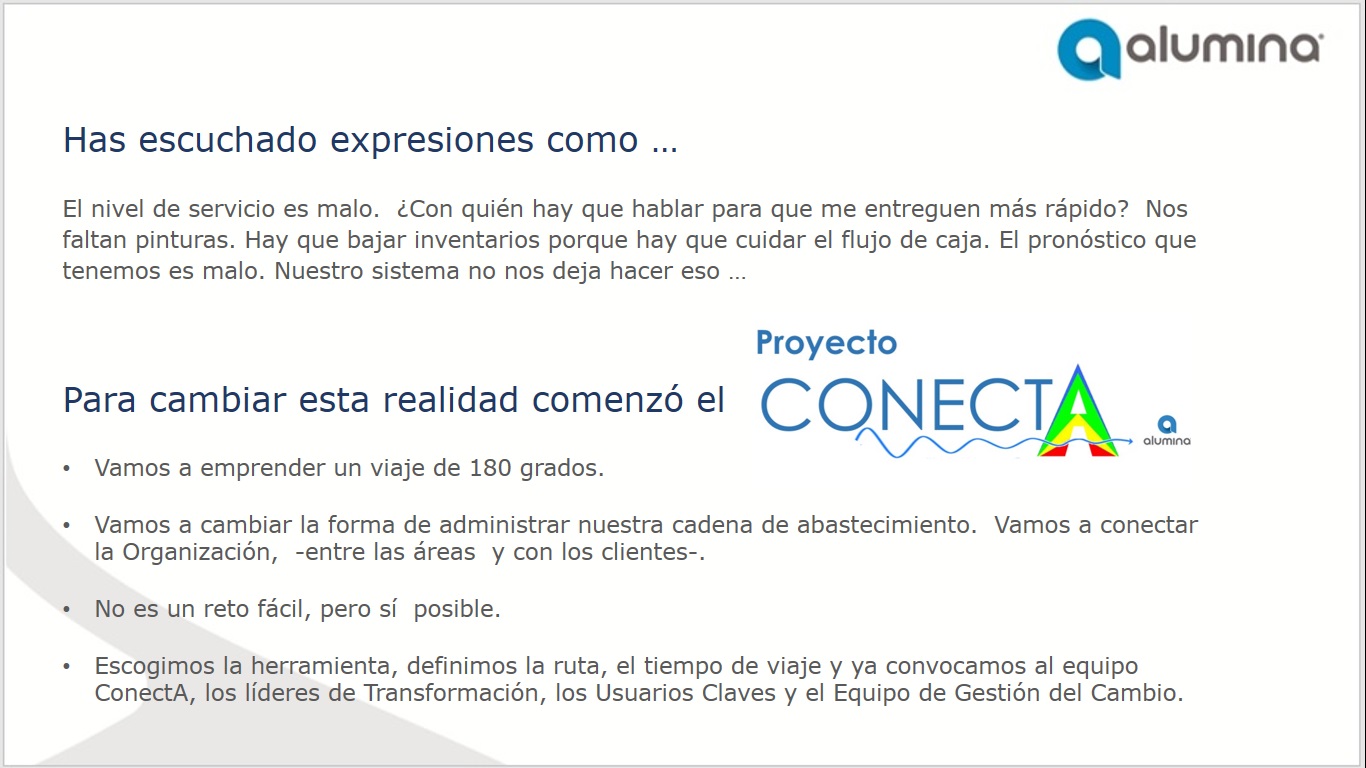 alumina
Has escuchado expresiones como ...
El nivel de servicio es malo.  ¿Con quién hay que hablar para que me entreguen más rápido?  Nos
faltan pinturas. Hay que bajar inventarios porque hay que cuidar el flujo de caja. El pronóstico que
tenemos es malo. Nuestro sistema no nos deja hacer eso ...
Proyecto
CONECTA
alumina
Para cambiar esta realidad comenzó el
• Vamos a emprender un viaje de 180 grados.
• Vamos a cambiar la forma de administrar nuestra cadena de abastecimiento.  Vamos a conectar
la Organización,  -entre las áreas  y con los clientes-.
• No es un reto fácil, pero sí  posible.
• Escogimos la herramienta, definimos la ruta, el tiempo de viaje y ya convocamos al equipo
ConectA, los líderes de Transformación, los Usuarios Claves y el Equipo de Gestión del Cambio.